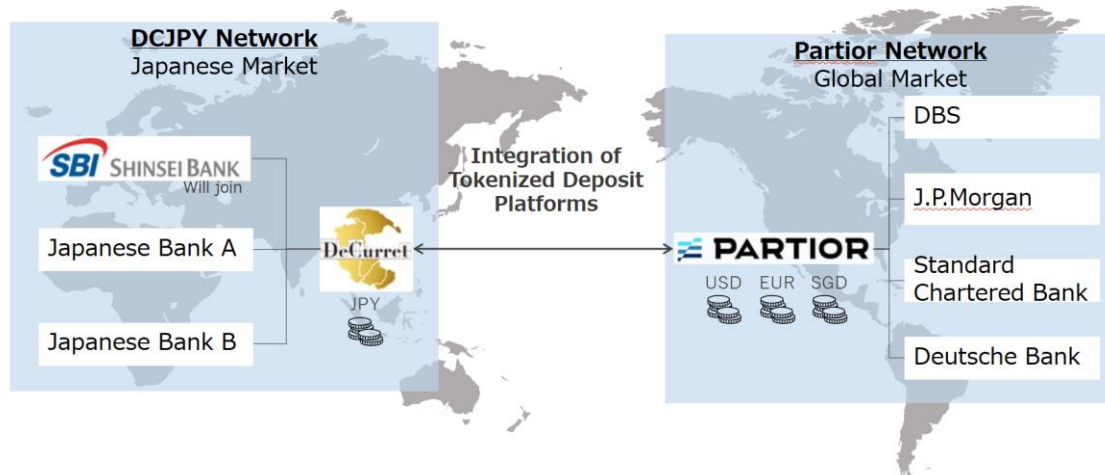 DCJPY Network
Japanese Market
SBI SHINSEI BANK
Will join
Japanese Bank A
Japanese Bank B
DeCurret
JPY
Integration of
Tokenized Deposit
Platforms
Partior Network
Global Market
PARTIOR
USD EUR SGD
DBS
J.P.Morgan
Standard
Chartered Bank
Deutsche Bank